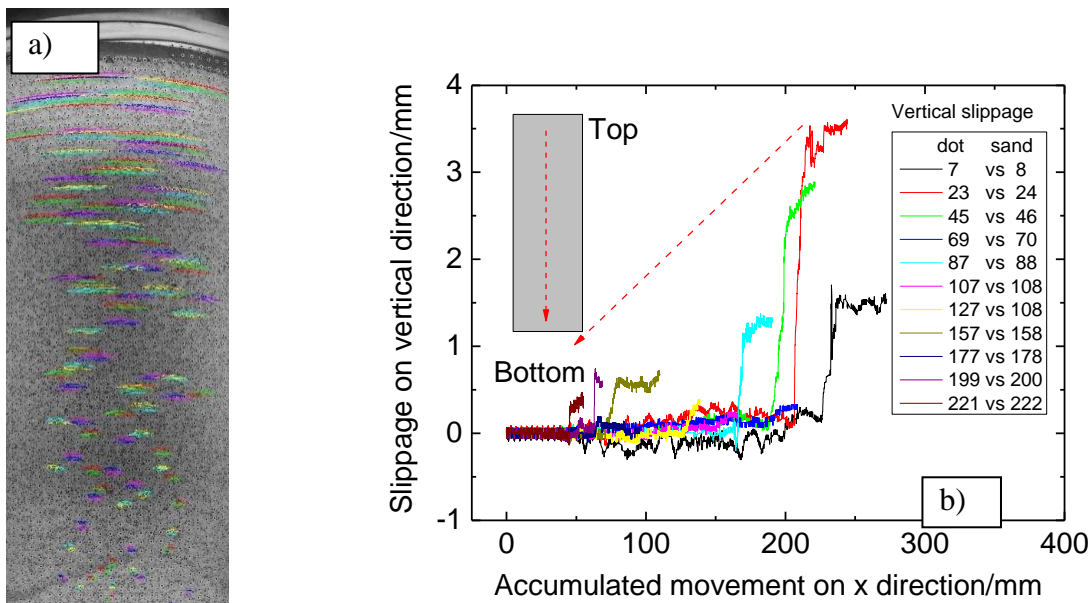 a)
Slippage on vertical direction/mm
4
3
2
1
0
-1
Top
Bottom
Vertical slippage
dot sand
7 vs 8
23 vs 24
45 vs 46
69 vs 70
87 vs 88
107 vs 108
127 vs 108
157 vs 158
177 vs 178
199 vs 200
221 vs 222
b)
0 100 200 300 400
Accumulated movement on x direction/mm